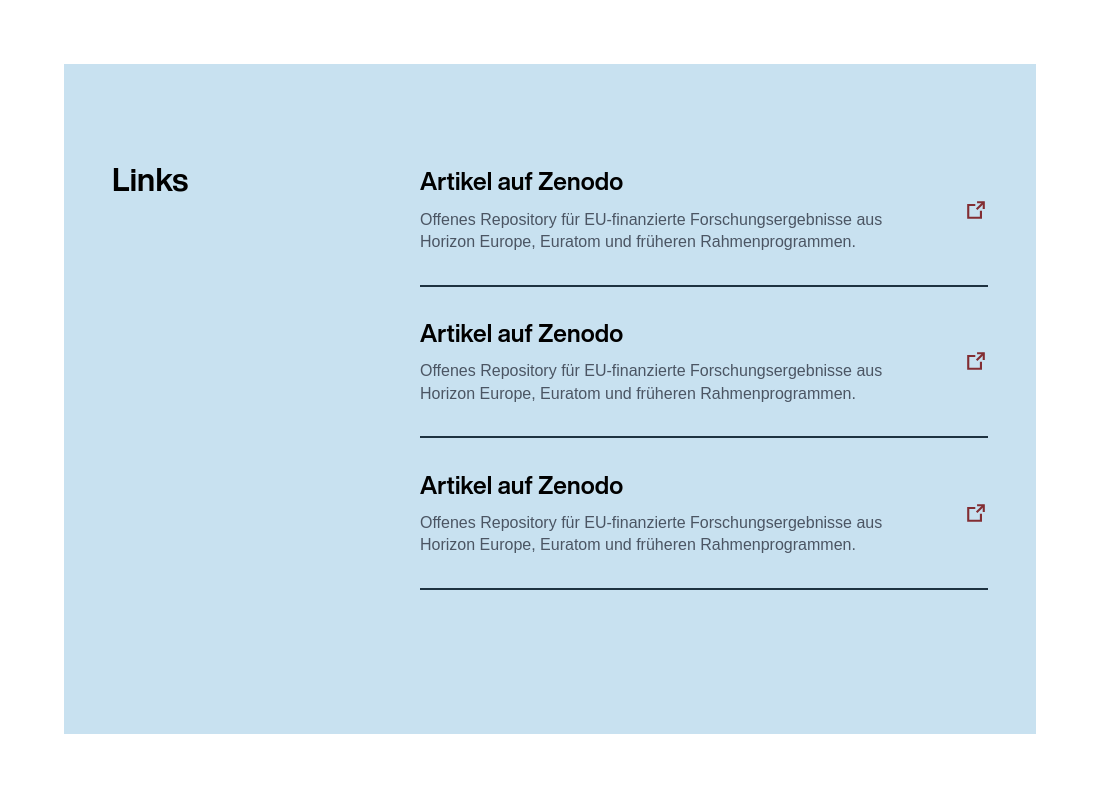 Links
Artikel auf Zenodo
Offenes Repository für EU-finanzierte Forschungsergebnisse aus
Horizon Europe, Euratom und früheren Rahmenprogrammen.
Artikel auf Zenodo
Offenes Repository für EU-finanzierte Forschungsergebnisse aus
Horizon Europe, Euratom und früheren Rahmenprogrammen.
Artikel auf Zenodo
Offenes Repository für EU-finanzierte Forschungsergebnisse aus
Horizon Europe, Euratom und früheren Rahmenprogrammen.